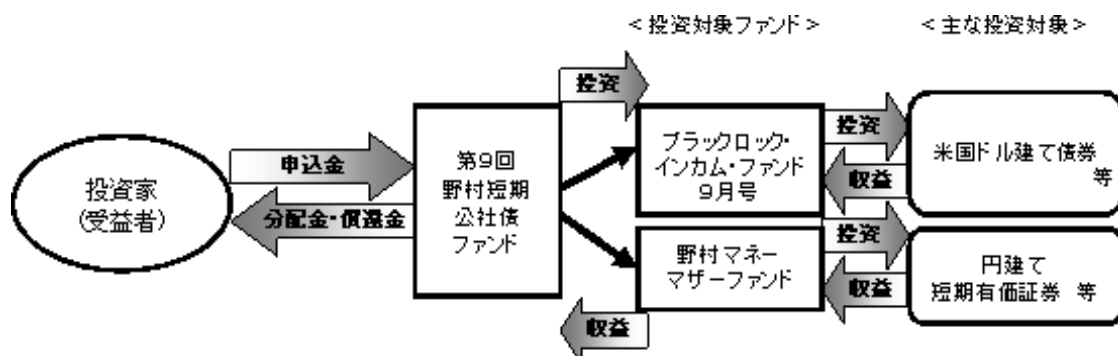 ＜投資対象ファンド＞
＜主な投資対象＞
投資
申込金
投資家
(受益者)
分配金・償還金
第9回
野村短期
公社債
ファンド
ブラックロック・
インカム・ファンド
9月号
投資
収益
米国ドル建て債券
等
野村マネー
マザーファンド
投資
収益
円建て
短期有価証券 等
収益